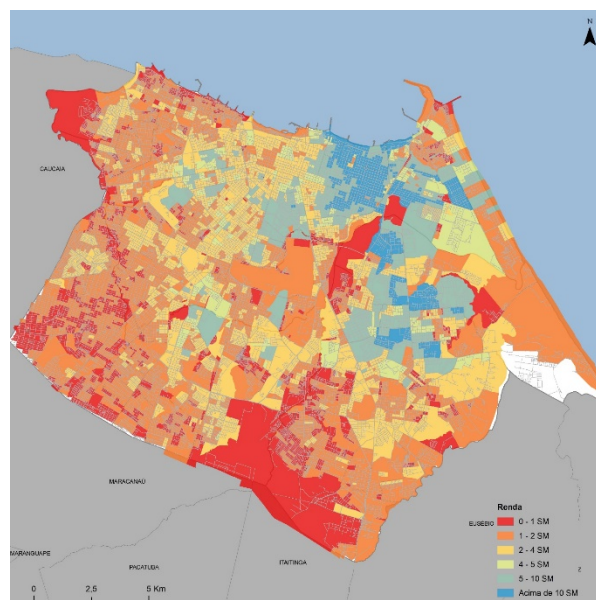 N
CAUCAIA
MARACANAÚ
MARANGUAPE
PACATUBA
ITAITINGA
EUSÉBIO
Renda
0 - 1 SM
1 - 2 SM
2 - 4 SM
4 - 5 SM
5 - 10 SM
Acima de 10 SM
0 2,5 5 Km